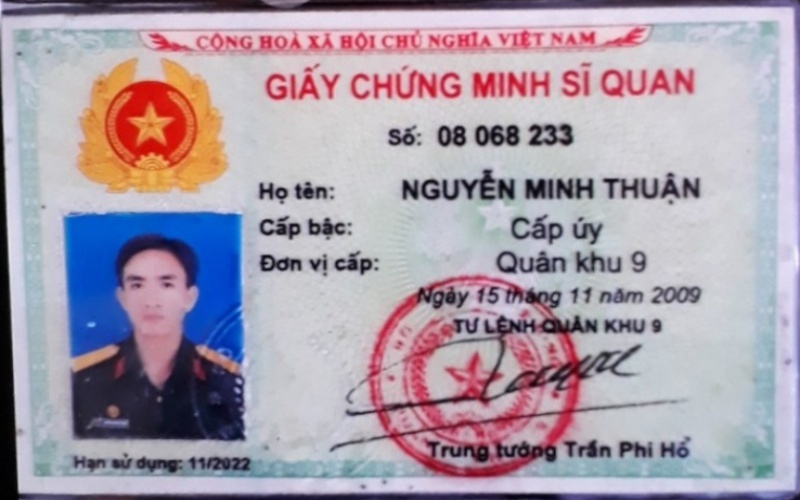 CỘNG HOÀ XÃ HỘI CHỦ NGHĨA VIỆT NAM
GIẤY CHỨNG MINH SĨ QUAN
Số: 08 068 233
Họ tên: NGUYỄN MINH THUẬN
Cấp bậc: Cấp úy
Đơn vị cấp: Quân khu 9
Ngày 15 tháng 11 năm 2009
TƯ LỆNH QUÂN KHU 9
Trung tướng Trần Phi Hổ
Hạn sử dụng: 11/2022